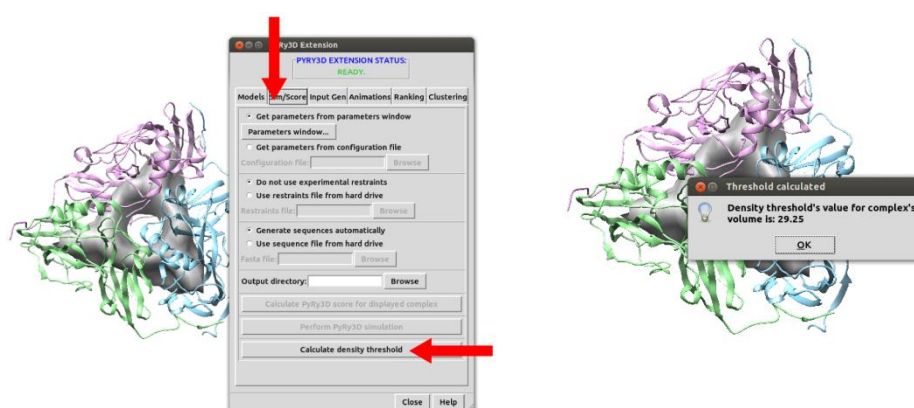 PyRy3D Extension
PYRY3D EXTENSION STATUS:
READY.
Models Sim/Score Input Gen Animations Ranking Clustering
Get parameters from parameters window
Parameters window...
Get parameters from configuration file
Configuration file: Browse
Do not use experimental restraints
Use restraints file from hard drive
Restraints file: Browse
Generate sequences automatically
Use sequence file from hard drive
Fasta file: Browse
Output directory: Browse
Calculate PyRy3D score for displayed complex
Perform PyRy3D simulation
Calculate density threshold
Close Help
Threshold calculated
Density threshold's value for complex's
volume is: 29.25
OK